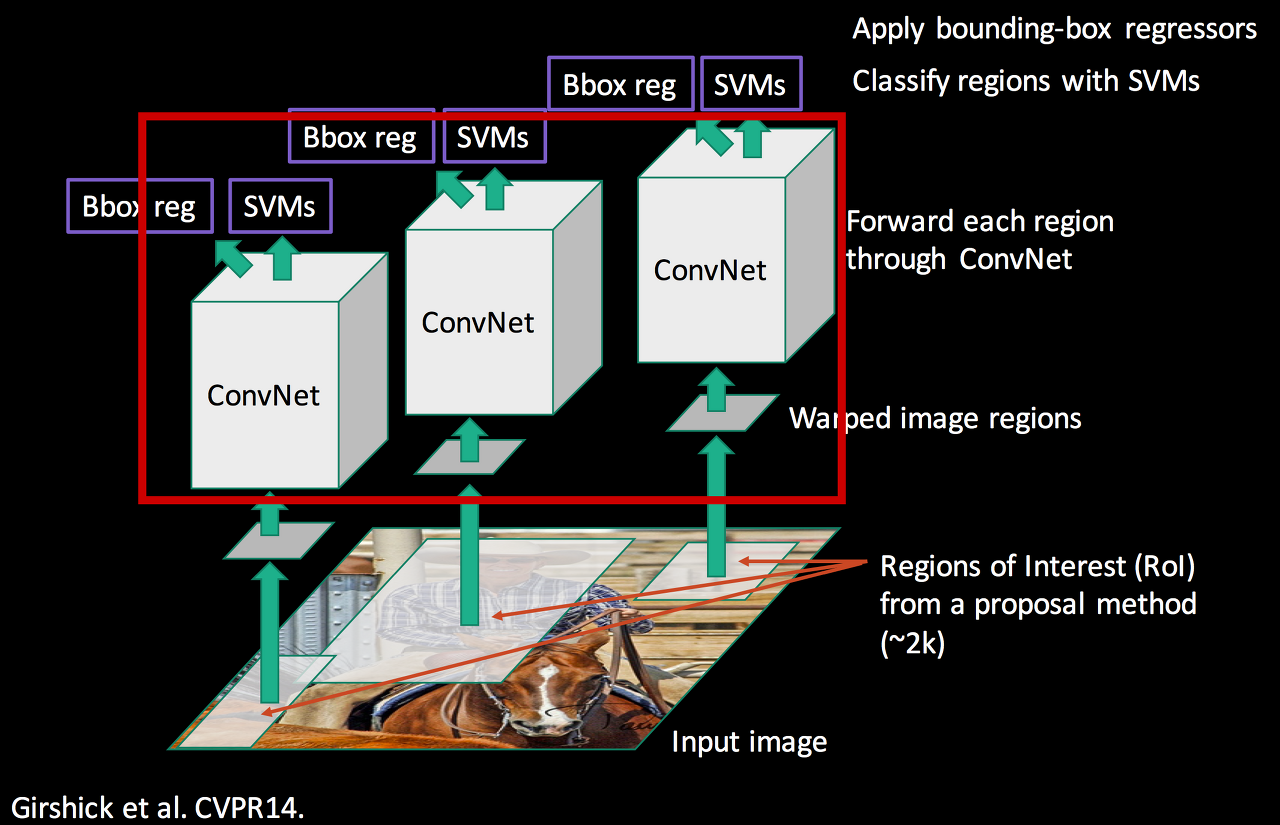 Apply bounding-box regressors
Bbox reg
SVMs
Classify regions with SVMs
Bbox reg
SVMs
Bbox reg
SVMs
Forward each region
through ConvNet
ConvNet
ConvNet
ConvNet
Warped image regions
Regions of Interest (RoI)
from a proposal method
(~2k)
Input image
Girshick et al. CVPR14.